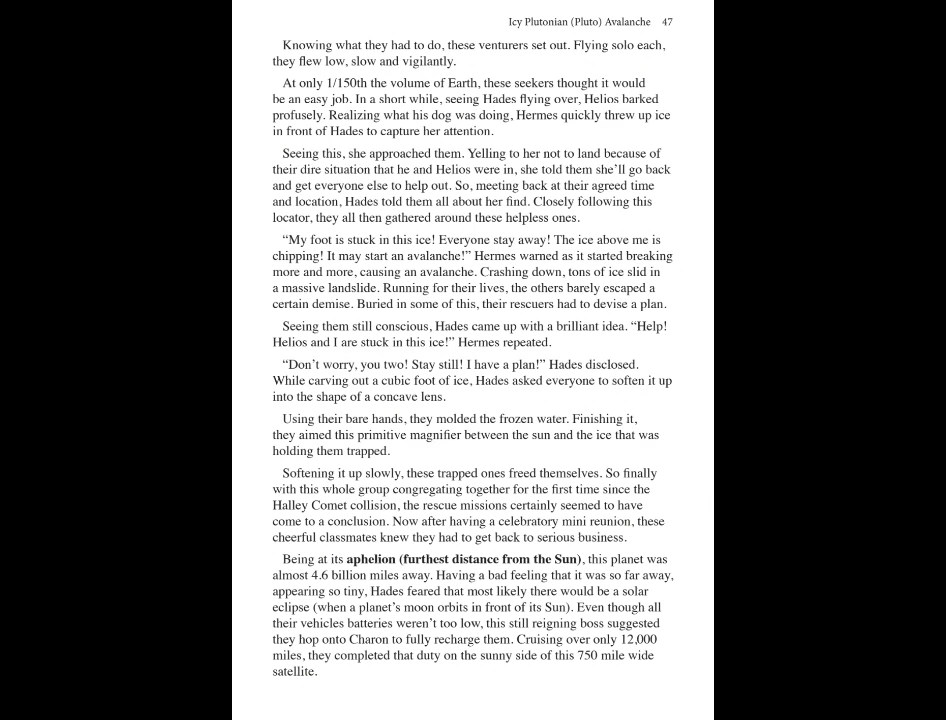 Icy Plutonian (Pluto) Avalanche 47
Knowing what they had to do, these venturers set out. Flying solo each,
they flew low, slow and vigilantly.
At only 1/150th the volume of Earth, these seekers thought it would
be an easy job. In a short while, seeing Hades flying over, Helios barked
profusely. Realizing what his dog was doing, Hermes quickly threw up ice
in front of Hades to capture her attention.
Seeing this, she approached them. Yelling to her not to land because of
their dire situation that he and Helios were in, she told them she’ll go back
and get everyone else to help out. So, meeting back at their agreed time
and location, Hades told them all about her find. Closely following this
locator, they all then gathered around these helpless ones.
“My foot is stuck in this ice! Everyone stay away! The ice above me is
chipping! It may start an avalanche!” Hermes warned as it started breaking
more and more, causing an avalanche. Crashing down, tons of ice slid in
a massive landslide. Running for their lives, the others barely escaped a
certain demise. Buried in some of this, their rescuers had to devise a plan.
Seeing them still conscious, Hades came up with a brilliant idea. “Help!
Helios and I are stuck in this ice!” Hermes repeated.
“Don’t worry, you two! Stay still! I have a plan!” Hades disclosed.
While carving out a cubic foot of ice, Hades asked everyone to soften it up
into the shape of a concave lens.
Using their bare hands, they molded the frozen water. Finishing it,
they aimed this primitive magnifier between the sun and the ice that was
holding them trapped.
Softening it up slowly, these trapped ones freed themselves. So finally
with this whole group congregating together for the first time since the
Halley Comet collision, the rescue missions certainly seemed to have
come to a conclusion. Now after having a celebratory mini reunion, these
cheerful classmates knew they had to get back to serious business.
Being at its aphelion (furthest distance from the Sun), this planet was
almost 4.6 billion miles away. Having a bad feeling that it was so far away,
appearing so tiny, Hades feared that most likely there would be a solar
eclipse (when a planet’s moon orbits in front of its Sun). Even though all
their vehicles batteries weren’t too low, this still reigning boss suggested
they hop onto Charon to fully recharge them. Cruising over only 12,000
miles, they completed that duty on the sunny side of this 750 mile wide
satellite.